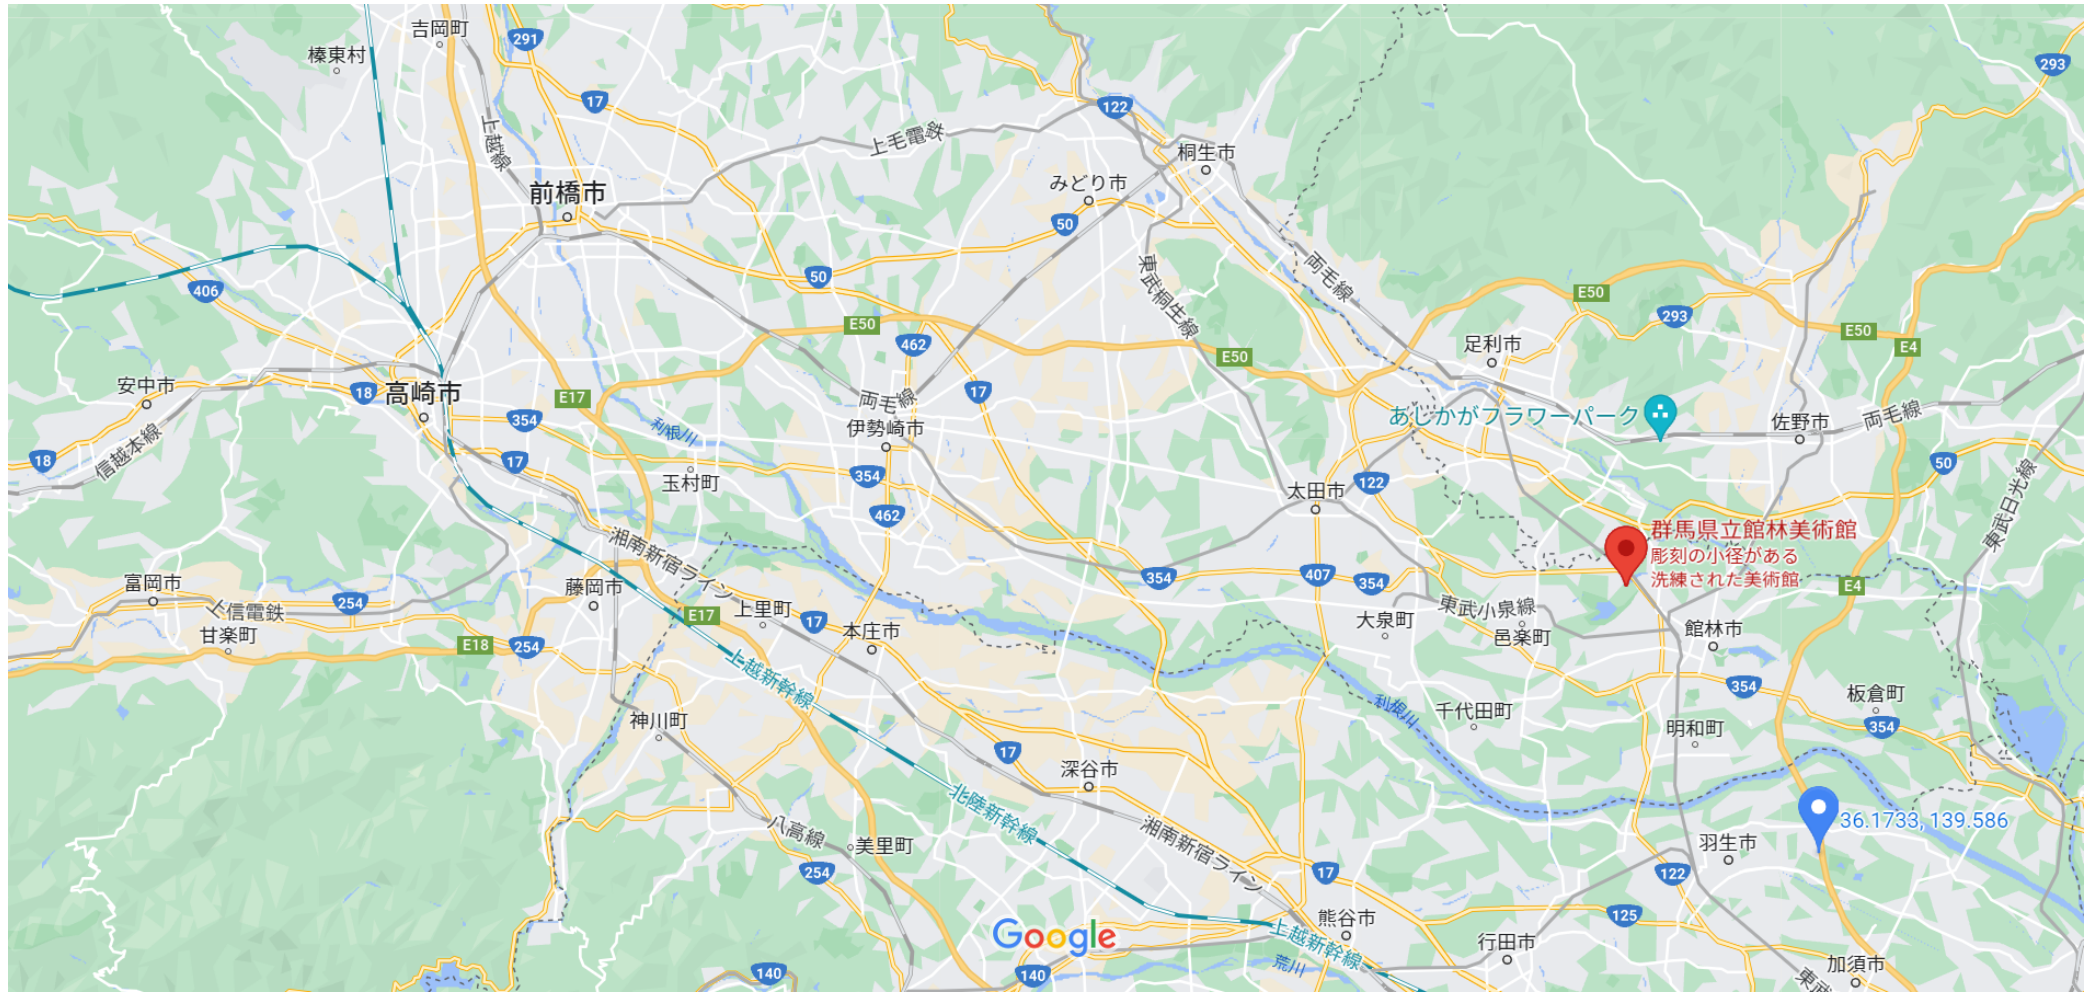 吉岡町
291
榛東村
293
17
122
上越線
上毛電鉄
桐生市
みどり市
前橋市
50
両毛線
50
東武桐生線
406
E50
293
E50
E50
462
E50
E4
足利市
安中市
18
高崎市
E17
17
両毛線
あしかがフラワーパーク
佐野市
両毛線
354
利根川
伊勢崎市
信越本線
18
17
玉村町
354
太田市
122
50
462
東武日光線
湘南新宿ライン
群馬県立館林美術館
彫刻の小径がある
洗練された美術館
富岡市
254
上信電鉄
藤岡市
354
407
354
E4
東武小泉線
甘楽町
E18
254
E17
上里町
17
本庄市
大泉町
邑楽町
館林市
上越新幹線
354
板倉町
354
神川町
利根川
千代田町
明和町
17
深谷市
北陸新幹線
36.1733, 139.586
八高線
美里町
湘南新宿ライン
羽生市
254
17
122
Google
熊谷市
125
上越新幹線
行田市
140
140
荒川
加須市
東武